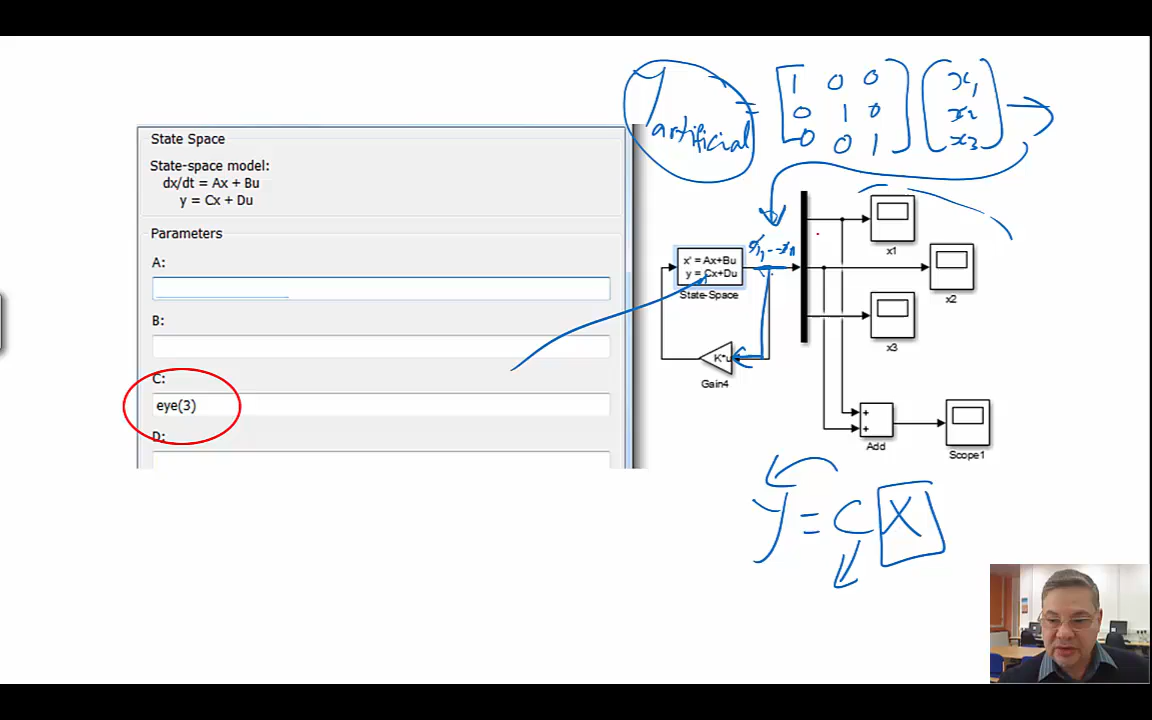 State Space
State-space model:
dx/dt = Ax + Bu
y = Cx + Du
Parameters
A:
B:
C:
eye(3)
D:
Y artificial = [1 0 0 [x1
0 1 0 x2
0 0 1] x3]
x1 -- xn
x' = Ax+Bu
y = Cx+Du
State-Space
K*u
Gain4
x1
x2
x3
+
+
Add
Scope1
y = C X